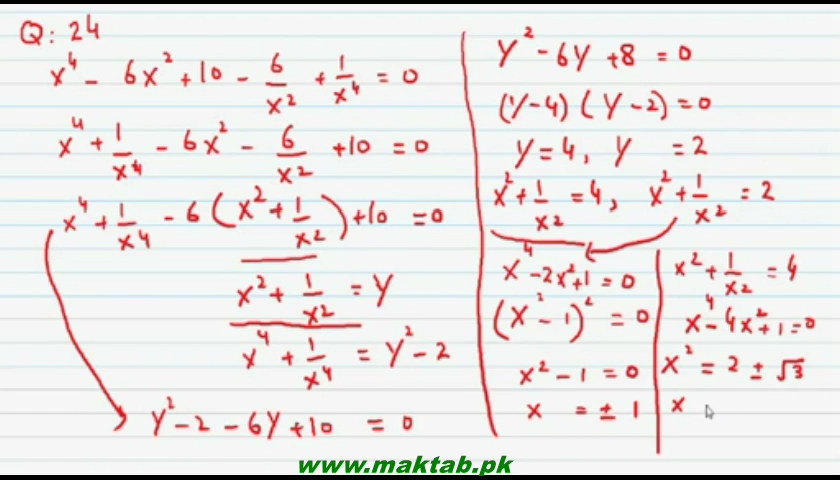 Q: 24
x⁴ - 6x² + 10 - 6/x² + 1/x⁴ = 0
x⁴ + 1/x⁴ - 6x² - 6/x² + 10 = 0
x⁴ + 1/x⁴ - 6(x² + 1/x²) + 10 = 0
x² + 1/x² = y
x⁴ + 1/x⁴ = y² - 2
y² - 2 - 6y + 10 = 0
y² - 6y + 8 = 0
(y - 4)(y - 2) = 0
y = 4, y = 2
x² + 1/x² = 4, x² + 1/x² = 2
x⁴ - 2x² + 1 = 0
(x² - 1)² = 0
x² - 1 = 0
x = ± 1
x² + 1/x² = 4
x⁴ - 4x² + 1 = 0
x² = 2 ± √3
x
www.maktab.pk